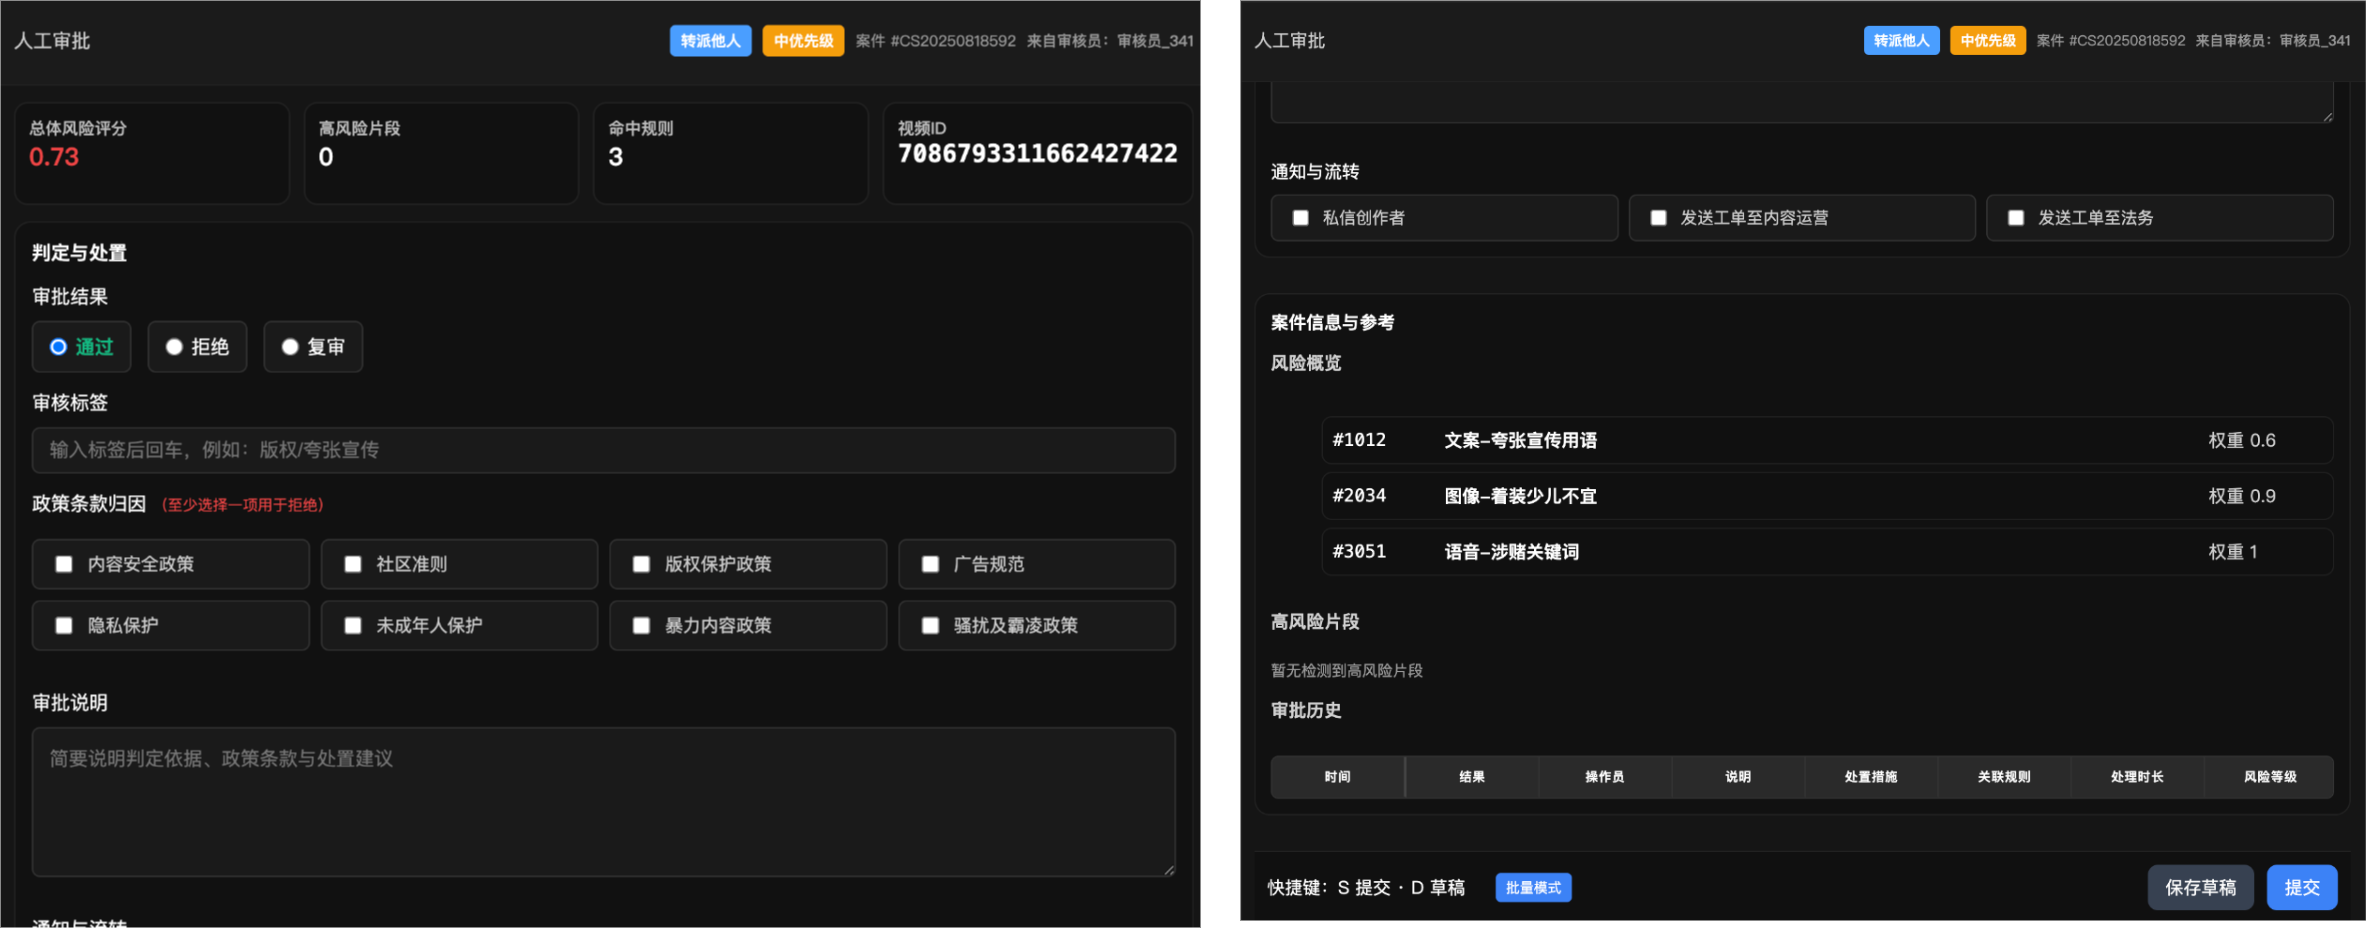 人工审批
转派他人 中优先级 案件 #CS20250818592 来自审核员：审核员_341
总体风险评分
0.73
高风险片段
0
命中规则
3
视频ID
7086793311662427422
判定与处置
审批结果
通过 拒绝 复审
审核标签
输入标签后回车，例如：版权/夸张宣传
政策条款归因 (至少选择一项用于拒绝)
内容安全政策 社区准则 版权保护政策 广告规范
隐私保护 未成年人保护 暴力内容政策 骚扰及霸凌政策
审批说明
简要说明判定依据、政策条款与处置建议
通知与流转
人工审批
转派他人 中优先级 案件 #CS20250818592 来自审核员：审核员_341
通知与流转
私信创作者 发送工单至内容运营 发送工单至法务
案件信息与参考
风险概览
#1012 文案-夸张宣传用语 权重 0.6
#2034 图像-着装少儿不宜 权重 0.9
#3051 语音-涉赌关键词 权重 1
高风险片段
暂无检测到高风险片段
审批历史
时间 结果 操作员 说明 处置措施 关联规则 处理时长 风险等级
快捷键：S 提交 · D 草稿 批量模式 保存草稿 提交